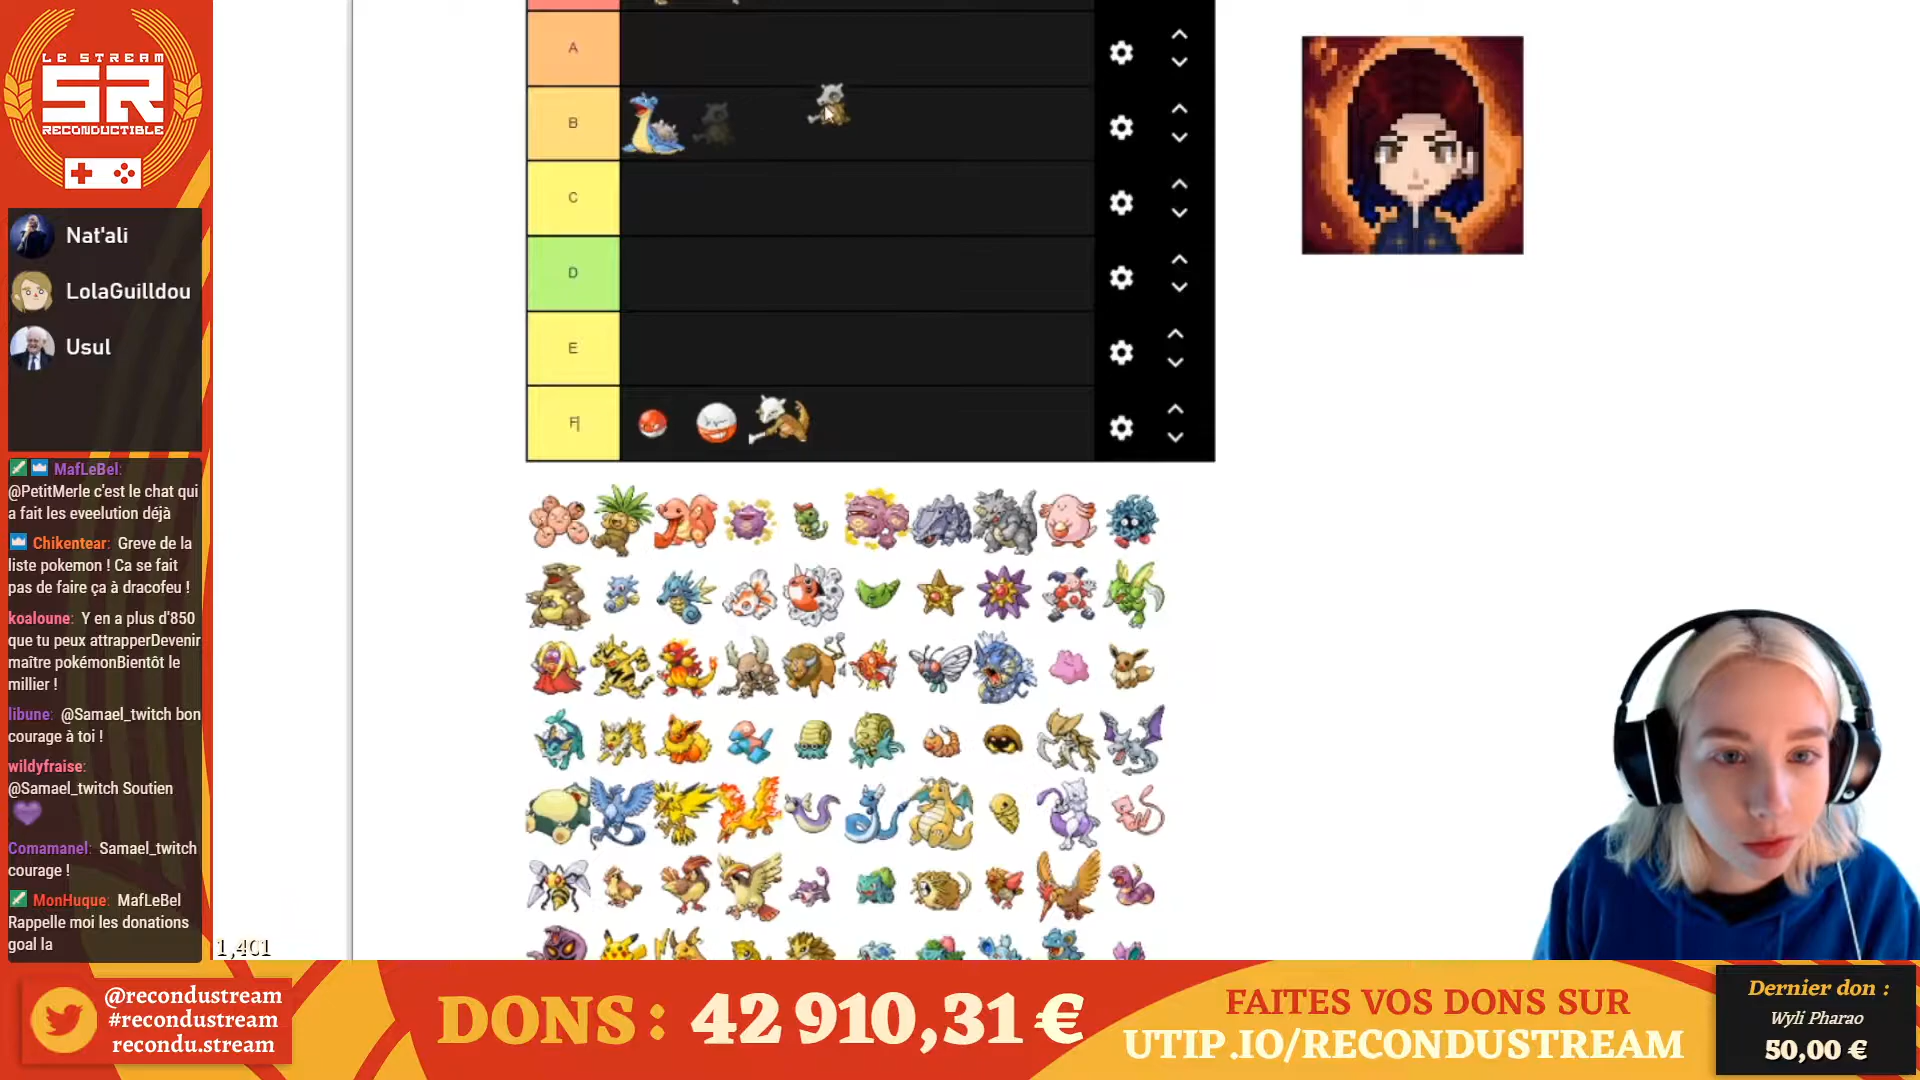 LE STREAM
SR
RECONDUCTIBLE
Nat'ali
LolaGuilldou
Usul
MafLeBel:
@PetitMerle c'est le chat qui
a fait les eveelution déjà
Chikentear: Greve de la
liste pokemon ! Ca se fait
pas de faire ça à dracofeu !
koaloune: Y en a plus d'850
que tu peux attrapperDevenir
maître pokémonBientôt le
millier !
libune: @Samael_twitch bon
courage à toi !
wildyfraise:
@Samael_twitch Soutien
Comamanel: Samael_twitch
courage !
MonHuque: MafLeBel
Rappelle moi les donations
goal la
1,401
A
B
C
D
E
F
@recondustream
#recondustream
recondu.stream
DONS : 42 910,31 €
FAITES VOS DONS SUR
UTIP.IO/RECONDUSTREAM
Dernier don :
Wyli Pharao
50,00 €